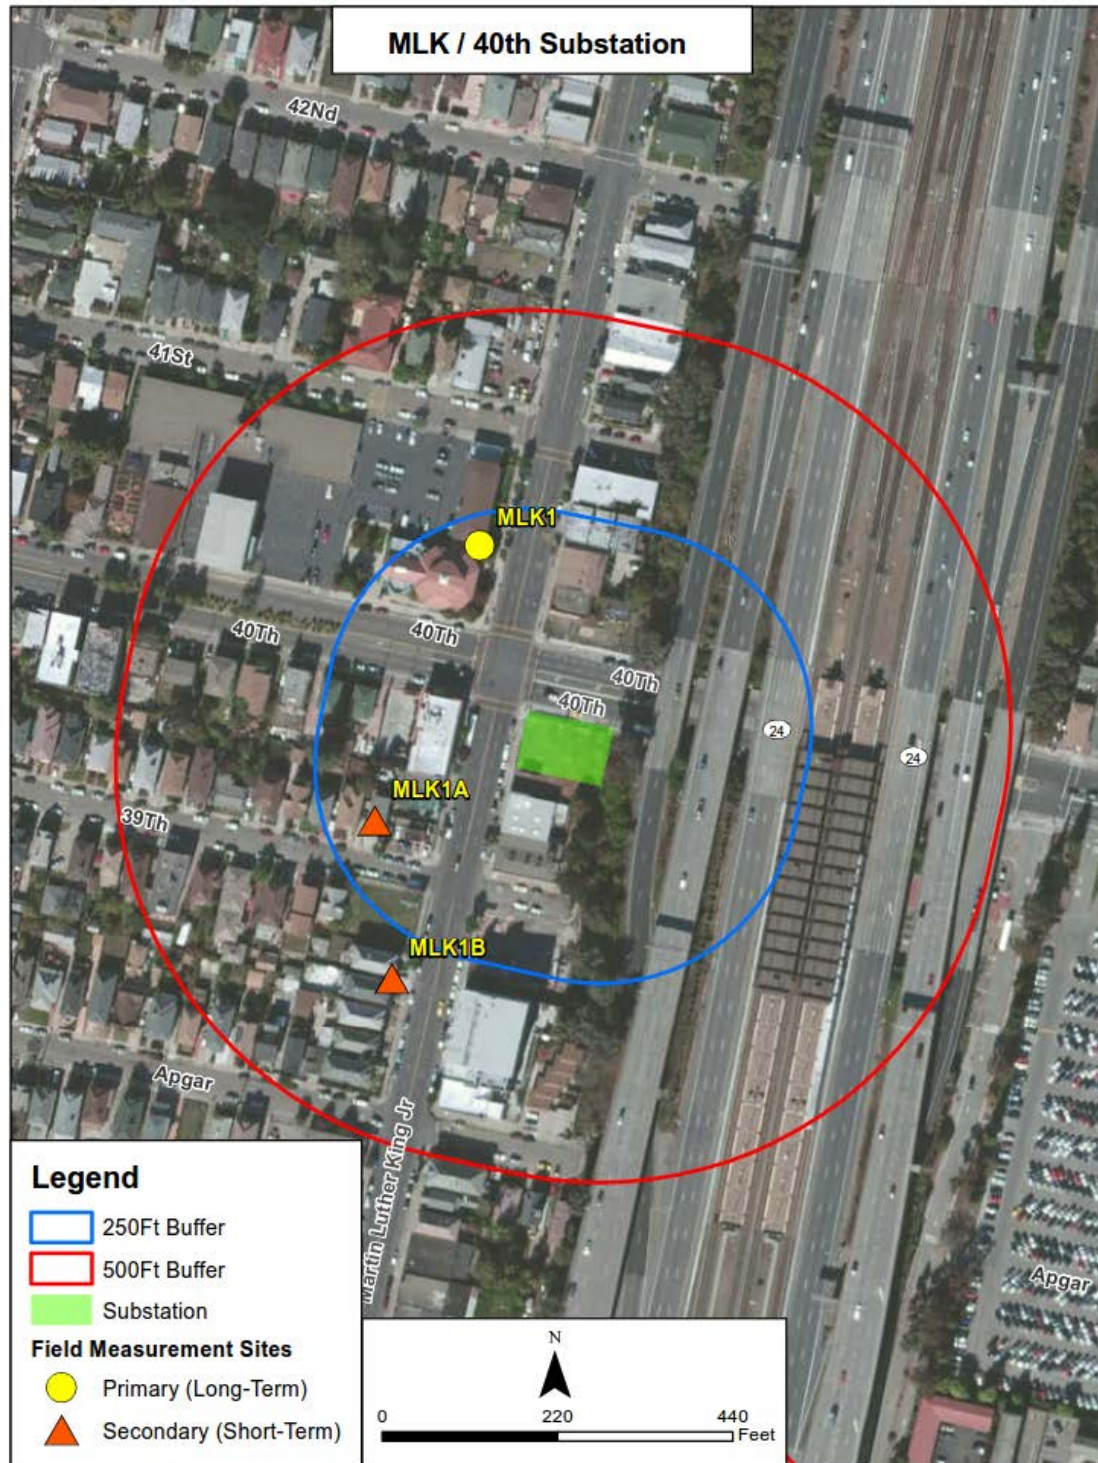 MLK / 40th Substation
42Nd
41St
MLK1
40Th
40Th
40Th
40Th
24
24
MLK1A
39Th
MLK1B
Apgar
Martin Luther King Jr
Apgar
Legend
250Ft Buffer
500Ft Buffer
Substation
Field Measurement Sites
Primary (Long-Term)
Secondary (Short-Term)
N
0 220 440
Feet